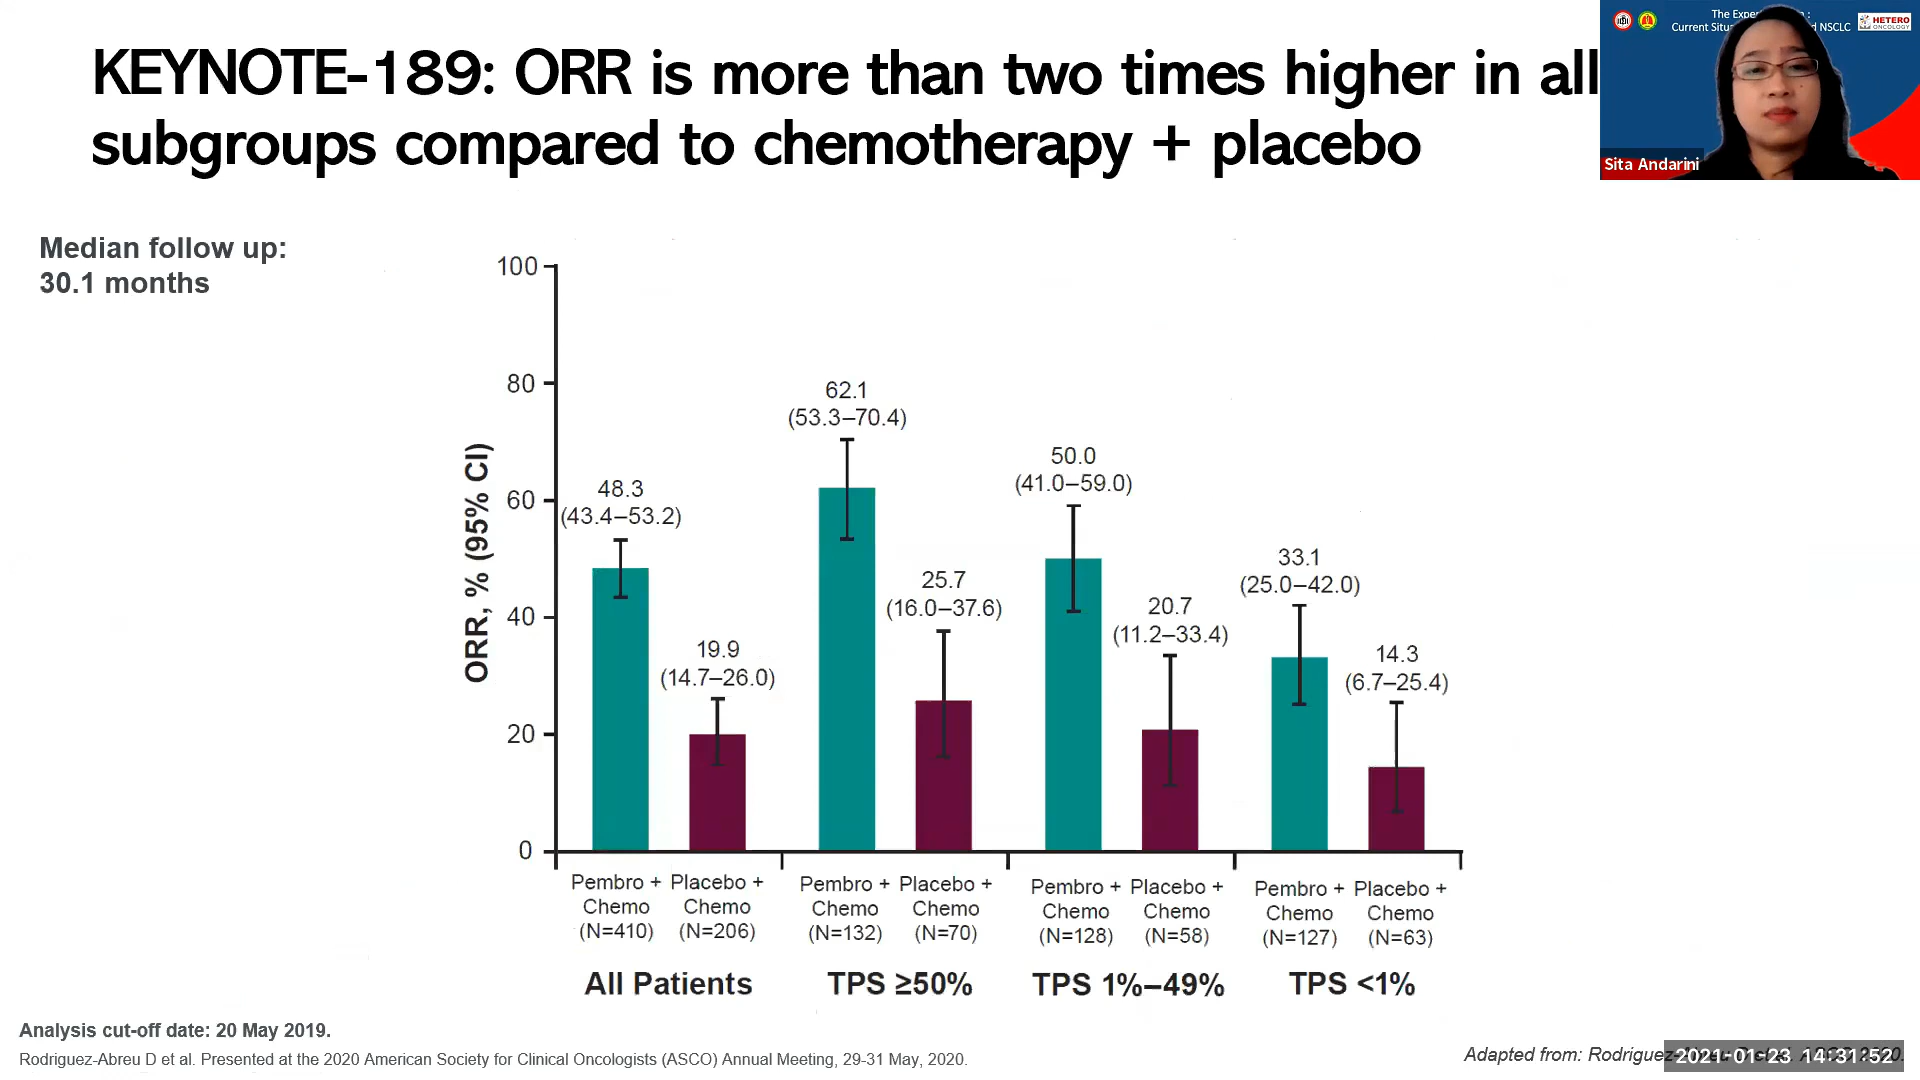 KEYNOTE-189: ORR is more than two times higher in all
subgroups compared to chemotherapy + placebo
The Exper
Current Situa
d NSCLC
HETERO
ONCOLOGY
Sita Andarini
Median follow up:
30.1 months
ORR, % (95% CI)
100
80
60
40
20
0
48.3
(43.4–53.2)
19.9
(14.7–26.0)
62.1
(53.3–70.4)
25.7
(16.0–37.6)
50.0
(41.0–59.0)
20.7
(11.2–33.4)
33.1
(25.0–42.0)
14.3
(6.7–25.4)
Pembro +
Chemo
(N=410)
Placebo +
Chemo
(N=206)
Pembro +
Chemo
(N=132)
Placebo +
Chemo
(N=70)
Pembro +
Chemo
(N=128)
Placebo +
Chemo
(N=58)
Pembro +
Chemo
(N=127)
Placebo +
Chemo
(N=63)
All Patients
TPS ≥50%
TPS 1%–49%
TPS <1%
Analysis cut-off date: 20 May 2019.
Rodriguez-Abreu D et al. Presented at the 2020 American Society for Clinical Oncologists (ASCO) Annual Meeting, 29-31 May, 2020.
Adapted from: Rodriguez
2021-01-23 14:31:52